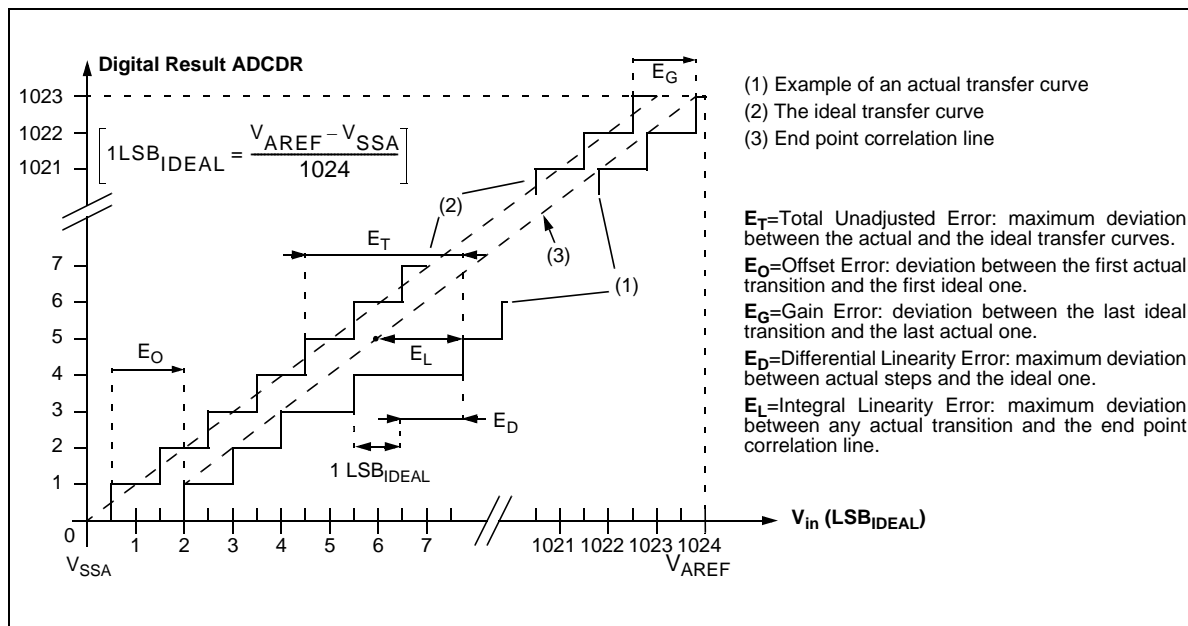 Digital Result ADCDR
E_G
1023
1022
1021
[1LSB_IDEAL = (V_AREF – V_SSA) / 1024]
(1) Example of an actual transfer curve
(2) The ideal transfer curve
(3) End point correlation line
(2)
E_T
(3)
(1)
7
6
5
4
3
2
1
0
E_O
E_L
E_D
1 LSB_IDEAL
E_T=Total Unadjusted Error: maximum deviation
between the actual and the ideal transfer curves.
E_O=Offset Error: deviation between the first actual
transition and the first ideal one.
E_G=Gain Error: deviation between the last ideal
transition and the last actual one.
E_D=Differential Linearity Error: maximum deviation
between actual steps and the ideal one.
E_L=Integral Linearity Error: maximum deviation
between any actual transition and the end point
correlation line.
V_in (LSB_IDEAL)
1 2 3 4 5 6 7 1021 1022 1023 1024
V_SSA
V_AREF